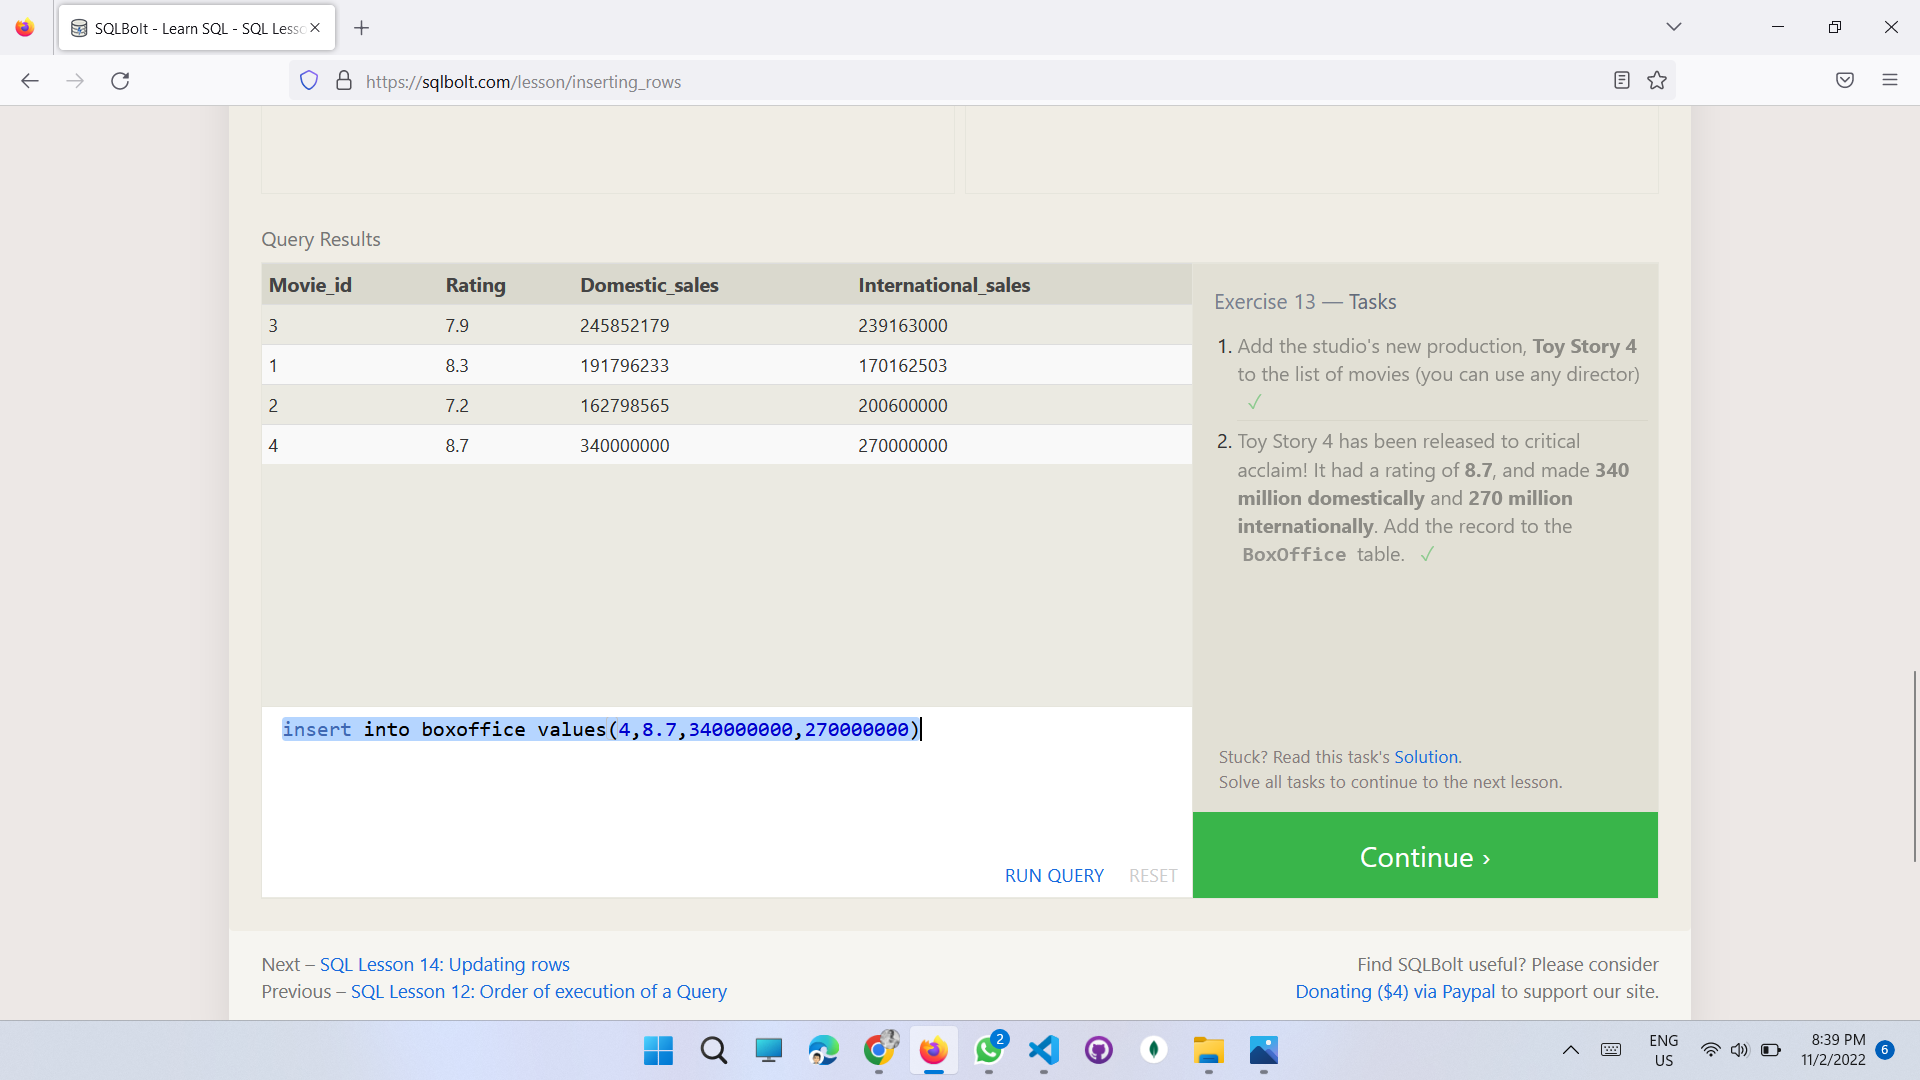 SQLBolt - Learn SQL - SQL Lesso
https://sqlbolt.com/lesson/inserting_rows
Query Results
Movie_id Rating Domestic_sales International_sales
3 7.9 245852179 239163000
1 8.3 191796233 170162503
2 7.2 162798565 200600000
4 8.7 340000000 270000000
insert into boxoffice values(4,8.7,340000000,270000000)
RUN QUERY RESET
Exercise 13 — Tasks
1. Add the studio's new production, Toy Story 4
to the list of movies (you can use any director)
✓
2. Toy Story 4 has been released to critical
acclaim! It had a rating of 8.7, and made 340
million domestically and 270 million
internationally. Add the record to the
BoxOffice table. ✓
Stuck? Read this task's Solution.
Solve all tasks to continue to the next lesson.
Continue ›
Next – SQL Lesson 14: Updating rows
Previous – SQL Lesson 12: Order of execution of a Query
Find SQLBolt useful? Please consider
Donating ($4) via Paypal to support our site.
2
ENG
US
8:39 PM
11/2/2022
6